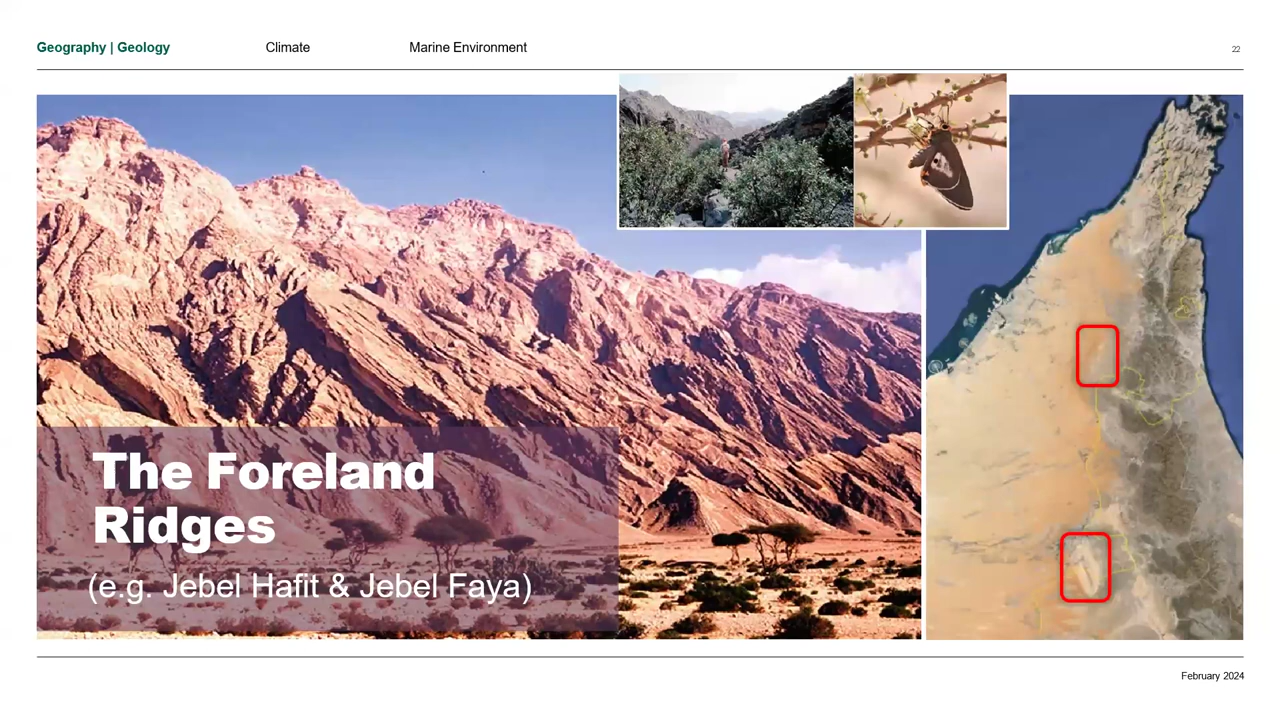 Geography | Geology
Climate
Marine Environment
22
The Foreland
Ridges
(e.g. Jebel Hafit & Jebel Faya)
February 2024